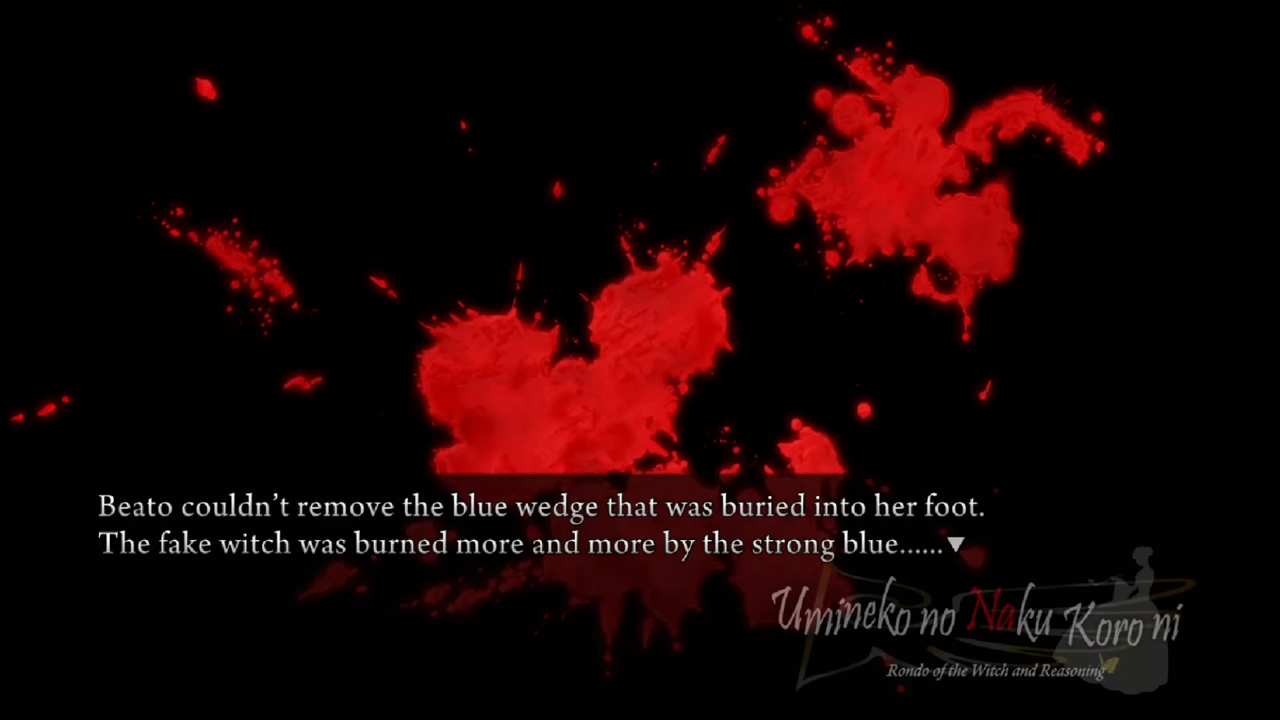 Beato couldn't remove the blue wedge that was buried into her foot.
The fake witch was burned more and more by the strong blue......▼
Umineko no Naku Koro ni
Rondo of the Witch and Reasoning